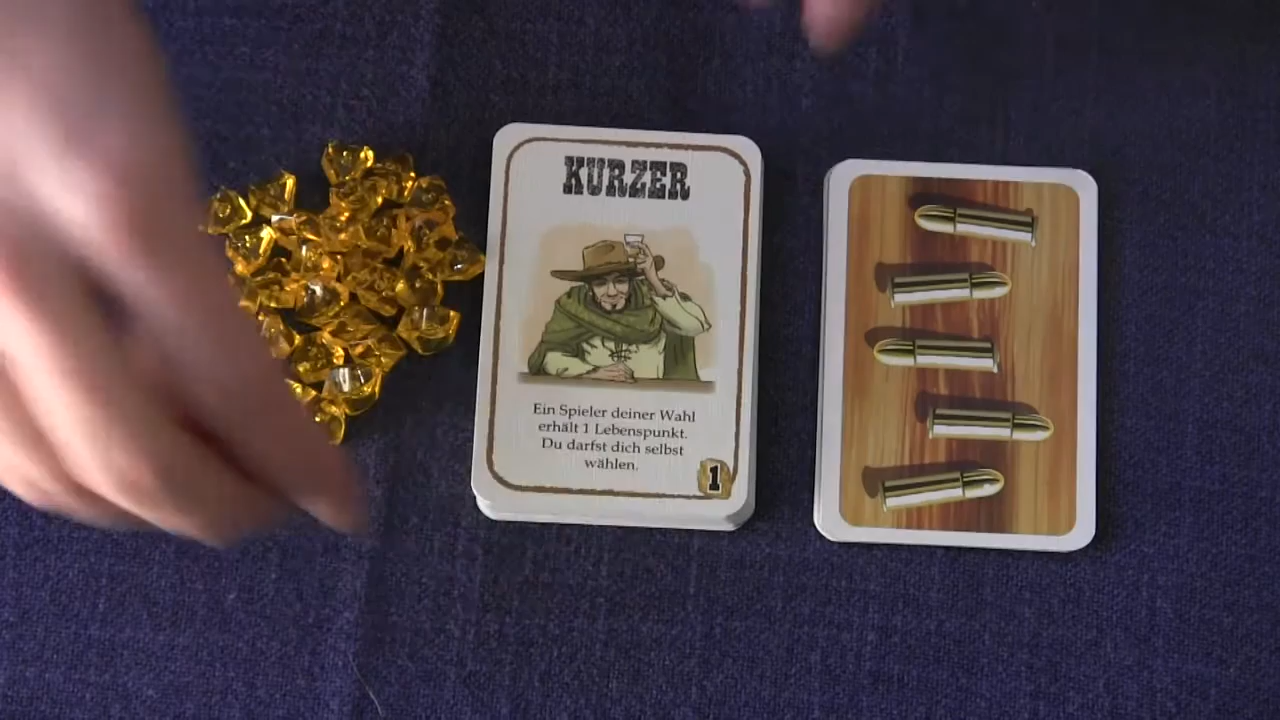 KURZER
Ein Spieler deiner Wahl
erhält 1 Lebenspunkt.
Du darfst dich selbst
wählen.
1